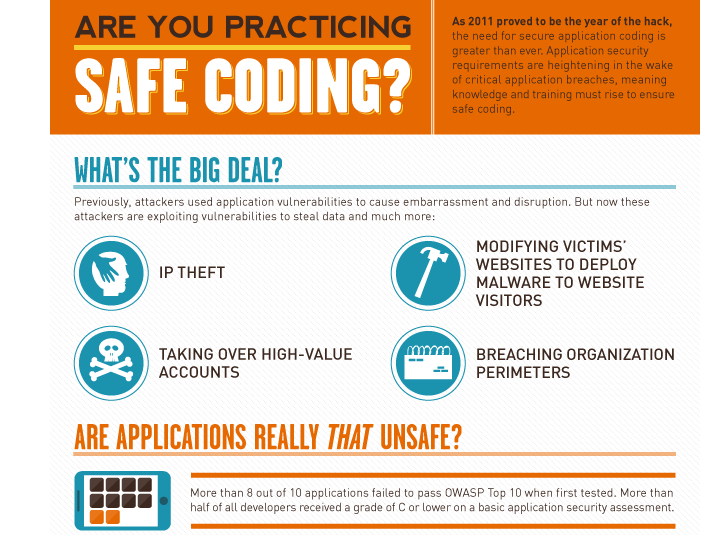 ARE YOU PRACTICING
SAFE CODING?
As 2011 proved to be the year of the hack,
the need for secure application coding is
greater than ever. Application security
requirements are heightening in the wake
of critical application breaches, meaning
knowledge and training must rise to ensure
safe coding.
WHAT'S THE BIG DEAL?
Previously, attackers used application vulnerabilities to cause embarrassment and disruption. But now these
attackers are exploiting vulnerabilities to steal data and much more:
IP THEFT
MODIFYING VICTIMS'
WEBSITES TO DEPLOY
MALWARE TO WEBSITE
VISITORS
TAKING OVER HIGH-VALUE
ACCOUNTS
BREACHING ORGANIZATION
PERIMETERS
ARE APPLICATIONS REALLY THAT UNSAFE?
More than 8 out of 10 applications failed to pass OWASP Top 10 when first tested. More than
half of all developers received a grade of C or lower on a basic application security assessment.